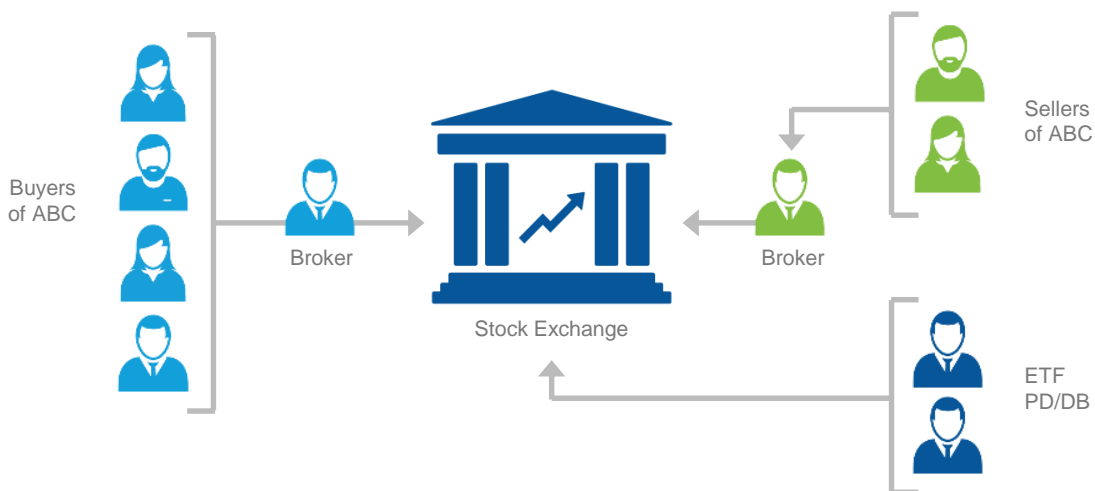 Buyers
of ABC
Broker
Stock Exchange
Broker
Sellers
of ABC
ETF
PD/DB